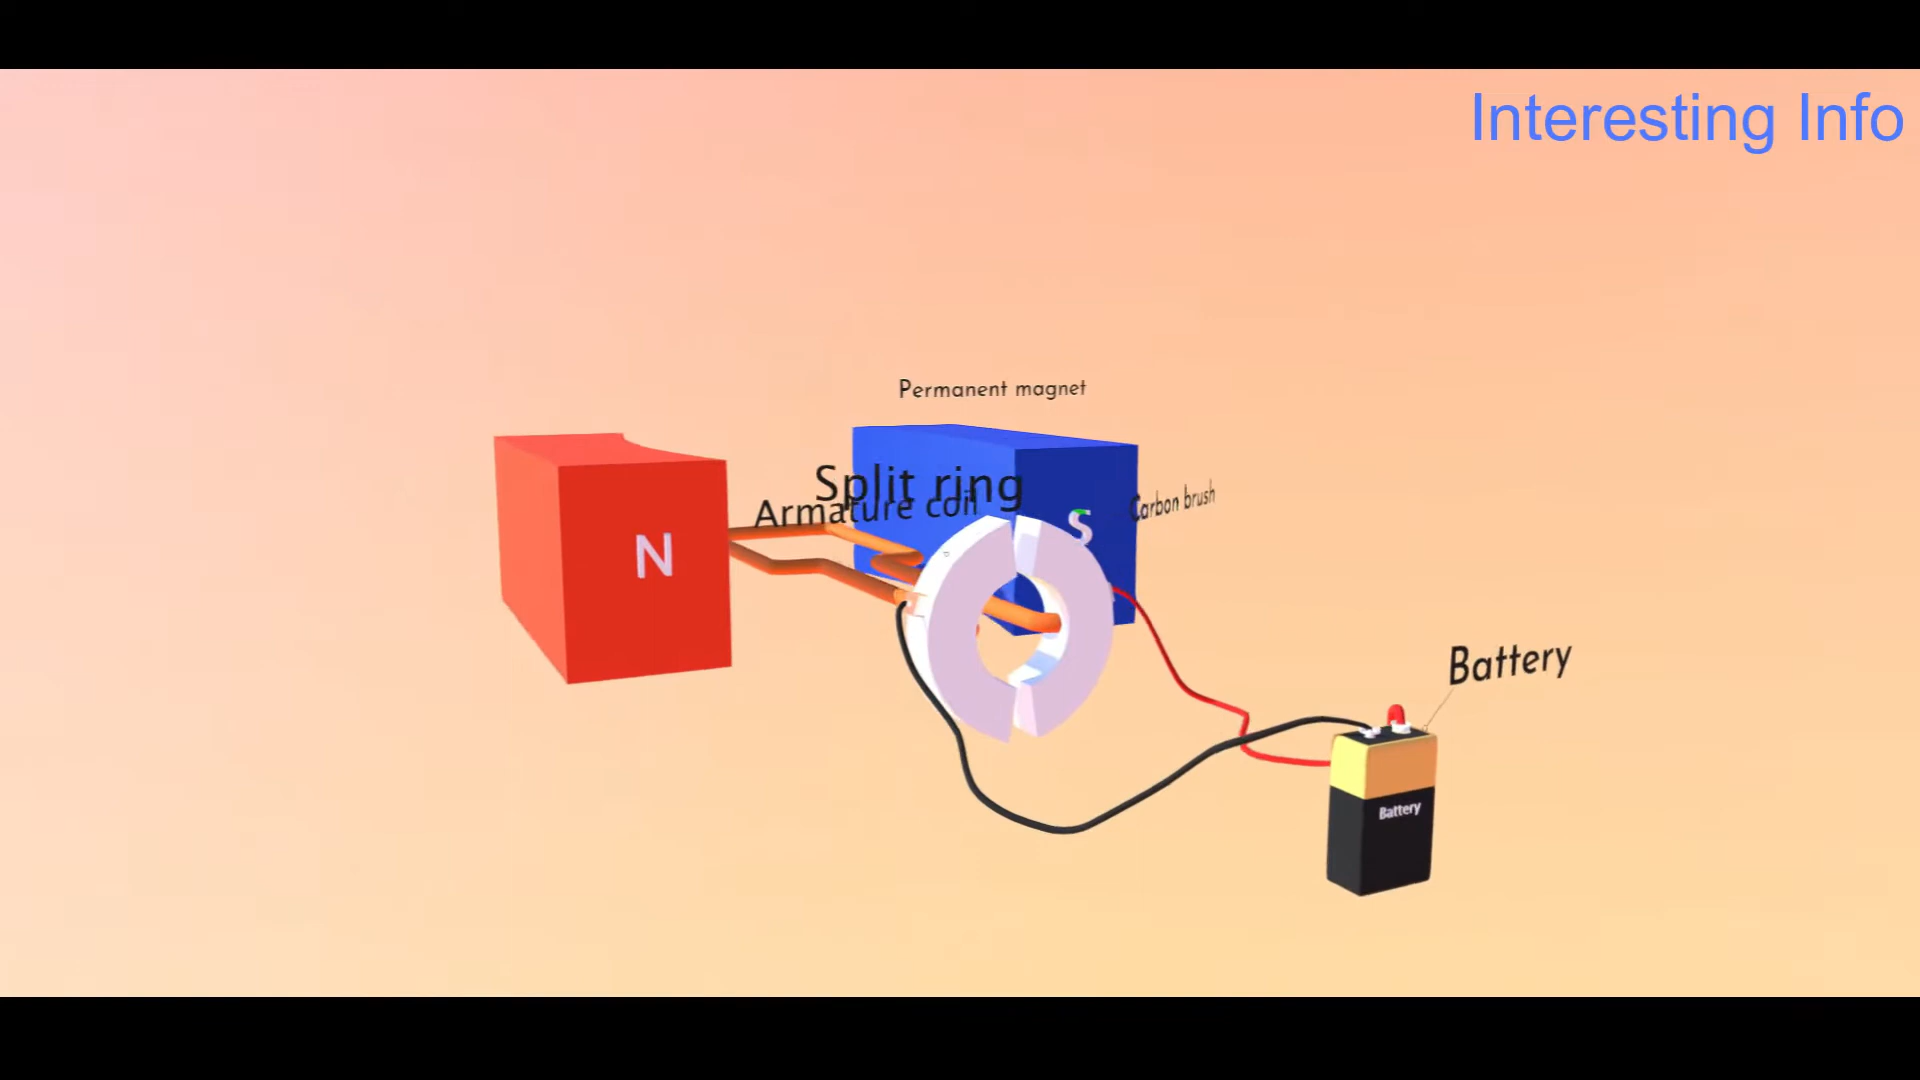 Interesting Info
Permanent magnet
Split ring
Armature coil
Carbon brush
N
S
Battery
Battery